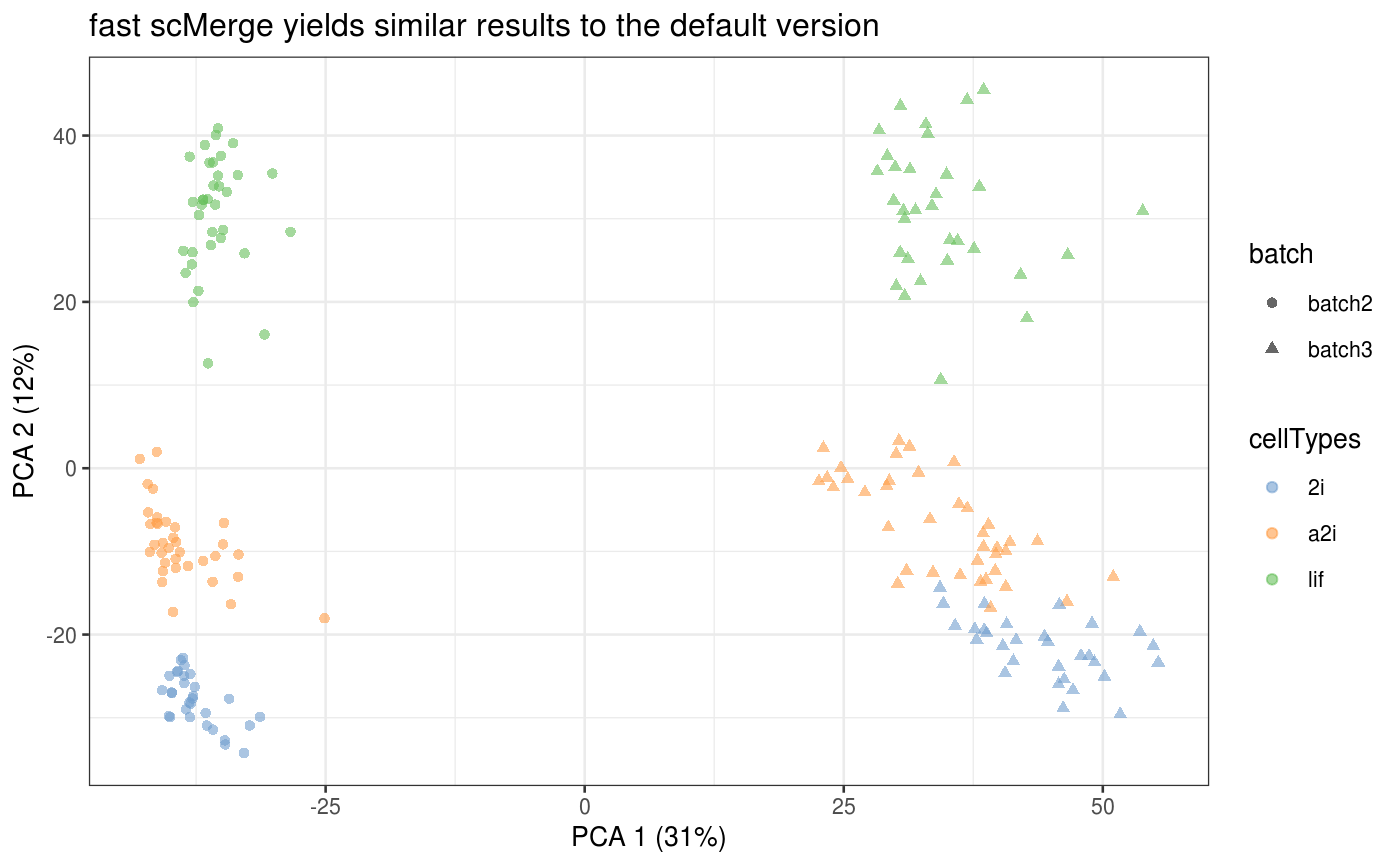 fast scMerge yields similar results to the default version
40
20
0
-20
-25
0
25
50
PCA 1 (31%)
PCA 2 (12%)
batch
batch2
batch3
cellTypes
2i
a2i
lif